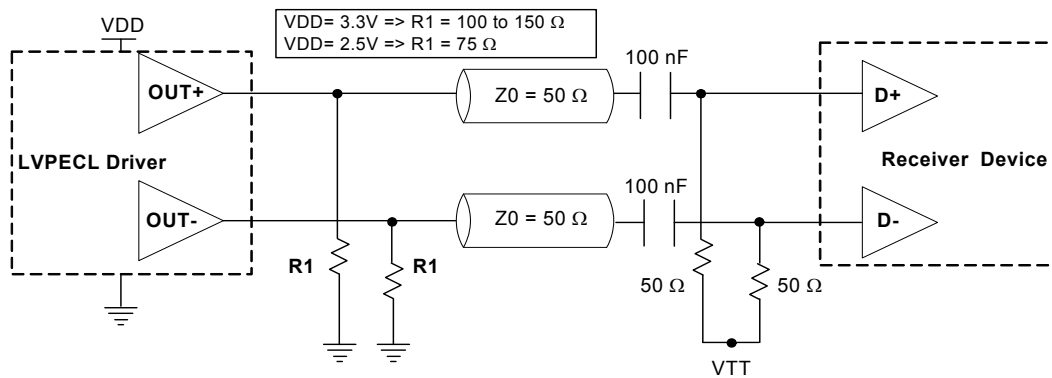 VDD
VDD= 3.3V => R1 = 100 to 150 Ω
VDD= 2.5V => R1 = 75 Ω
100 nF
OUT+
Z0 = 50 Ω
D+
LVPECL Driver
Receiver Device
100 nF
OUT-
Z0 = 50 Ω
D-
R1
R1
50 Ω
50 Ω
VTT